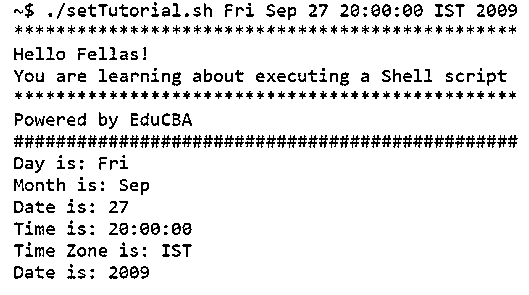 ~$ ./setTutorial.sh Fri Sep 27 20:00:00 IST 2009
************************************************
Hello Fellas!
You are learning about executing a Shell script
************************************************
Powered by EduCBA
################################################
Day is: Fri
Month is: Sep
Date is: 27
Time is: 20:00:00
Time Zone is: IST
Date is: 2009